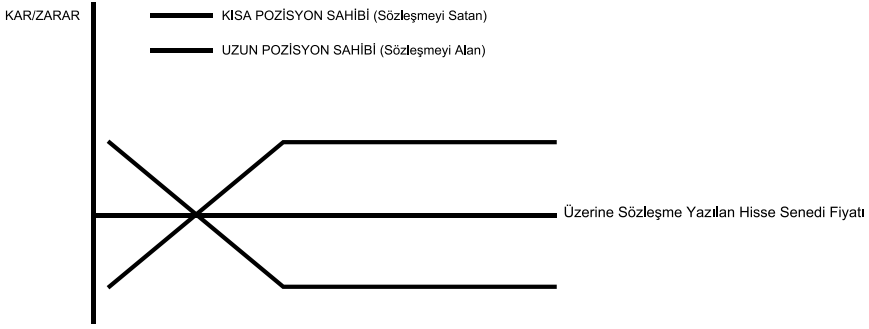 KAR/ZARAR
KISA POZİSYON SAHİBİ (Sözleşmeyi Satan)
UZUN POZİSYON SAHİBİ (Sözleşmeyi Alan)
Üzerine Sözleşme Yazılan Hisse Senedi Fiyatı